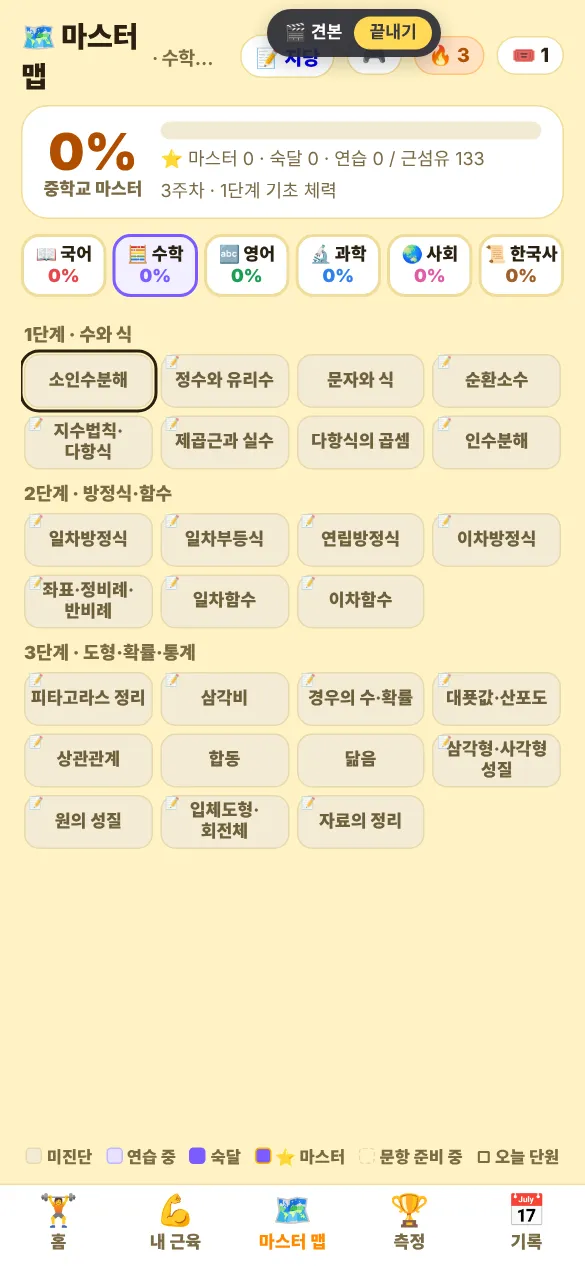 🎬 견본 끝내기
🗺️ 마스터 맵
· 수학...
🔥 3
🎟️ 1
0%
중학교 마스터
⭐ 마스터 0 · 숙달 0 · 연습 0 / 근섬유 133
3주차 · 1단계 기초 체력
📖 국어 🧮 수학 🔤 영어 🔬 과학 🌏 사회 📜 한국사
0% 0% 0% 0% 0% 0%
1단계 · 수와 식
소인수분해 정수와 유리수 문자와 식 순환소수
지수법칙·다항식 제곱근과 실수 다항식의 곱셈 인수분해
2단계 · 방정식·함수
일차방정식 일차부등식 연립방정식 이차방정식
좌표·정비례·반비례 일차함수 이차함수
3단계 · 도형·확률·통계
피타고라스 정리 삼각비 경우의 수·확률 대푯값·산포도
상관관계 합동 닮음 삼각형·사각형 성질
원의 성질 입체도형·회전체 자료의 정리
미진단 연습 중 숙달 ⭐ 마스터 문항 준비 중 오늘 단원
July
17
홈 내 근육 마스터 맵 측정 기록